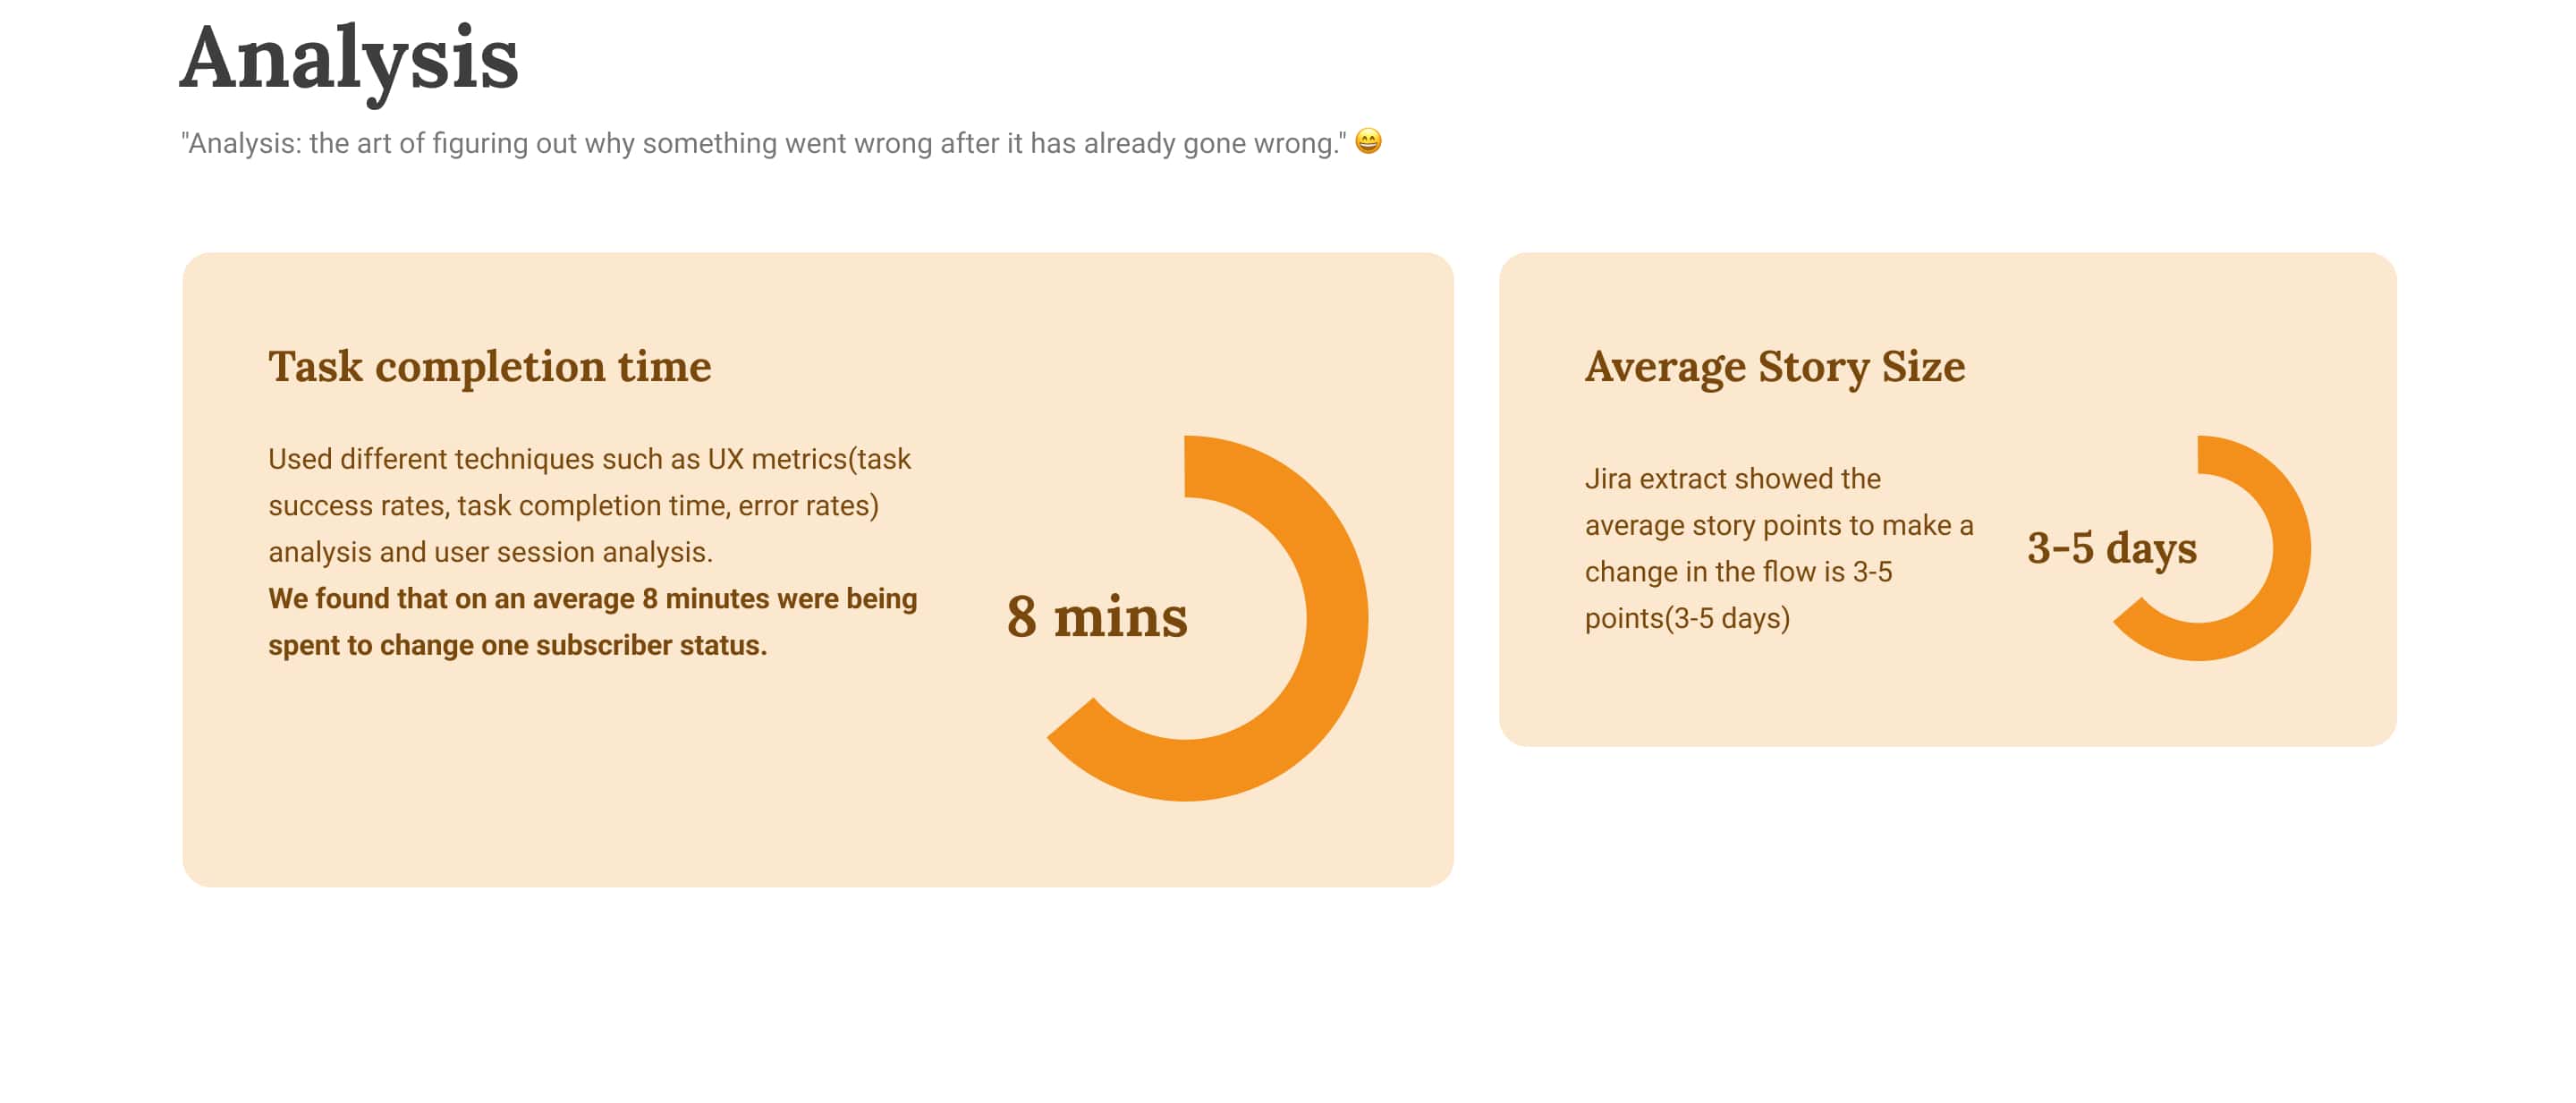 Analysis
"Analysis: the art of figuring out why something went wrong after it has already gone wrong." 😄
Task completion time
Used different techniques such as UX metrics(task
success rates, task completion time, error rates)
analysis and user session analysis.
We found that on an average 8 minutes were being
spent to change one subscriber status.
8 mins
Average Story Size
Jira extract showed the
average story points to make a
change in the flow is 3-5
points(3-5 days)
3-5 days